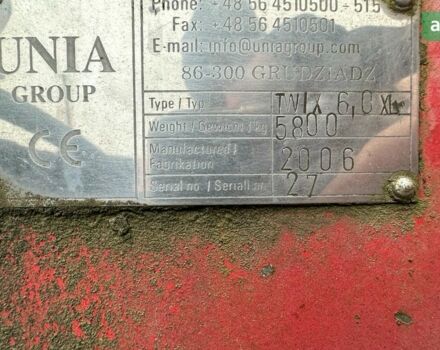 Phone: +48 56 4510500 - 515
Fax: +48 56 4510501
E-mail: info@uniagroup.com
86-300 GRUDZIĄDZ
UNIA
GROUP
CE
Type / Typ TWIX 6,0 XL
Weight / Gewicht kg 5800
Manufactured / Fabrikation 2006
Serial no. / Serial nr. 27
a